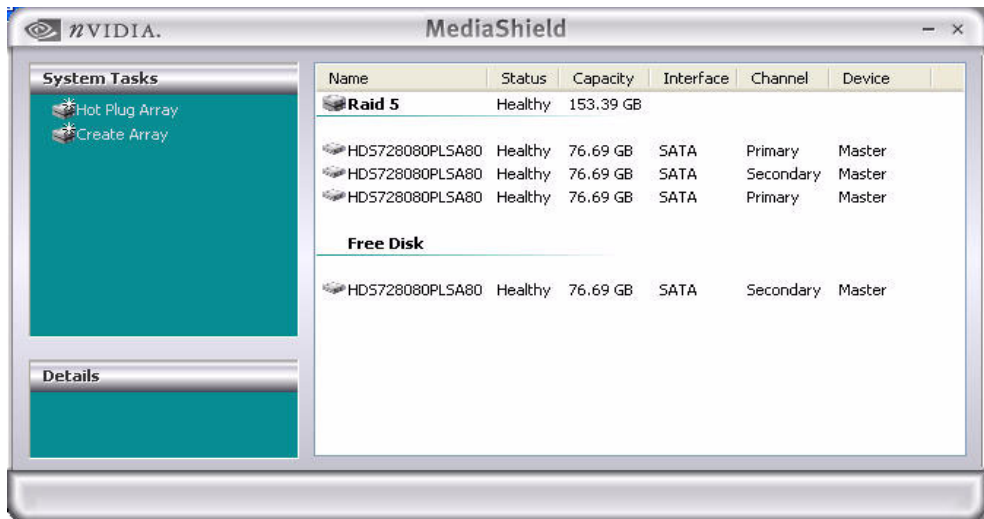 nVIDIA.
MediaShield
System Tasks
Hot Plug Array
Create Array
Name Status Capacity Interface Channel Device
Raid 5 Healthy 153.39 GB
HDS728080PLSA80 Healthy 76.69 GB SATA Primary Master
HDS728080PLSA80 Healthy 76.69 GB SATA Secondary Master
HDS728080PLSA80 Healthy 76.69 GB SATA Primary Master
Free Disk
HDS728080PLSA80 Healthy 76.69 GB SATA Secondary Master
Details